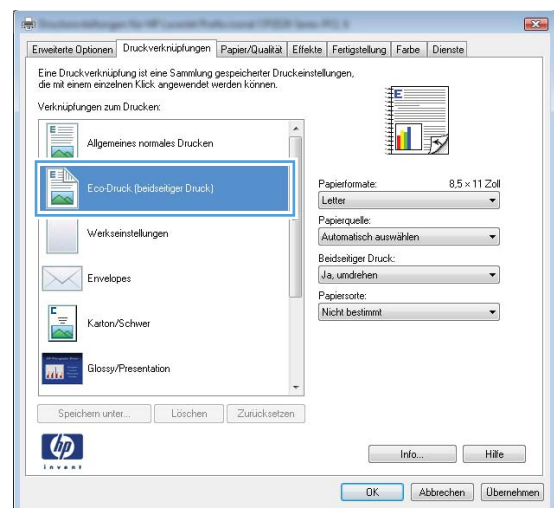 Erweiterte Optionen Druckverknüpfungen Papier/Qualität Effekte Fertigstellung Farbe Dienste
Eine Druckverknüpfung ist eine Sammlung gespeicherter Druckeinstellungen,
die mit einem einzelnen Klick angewendet werden können.
Verknüpfungen zum Drucken:
Allgemeines normales Drucken
Eco-Druck (beidseitiger Druck)
Werkseinstellungen
Envelopes
Karton/Schwer
Glossy/Presentation
Papierformate: 8,5 × 11 Zoll
Letter
Papierquelle:
Automatisch auswählen
Beidseitiger Druck:
Ja, umdrehen
Papiersorte:
Nicht bestimmt
Speichern unter... Löschen Zurücksetzen
hp
invent
Info... Hilfe
OK Abbrechen Übernehmen